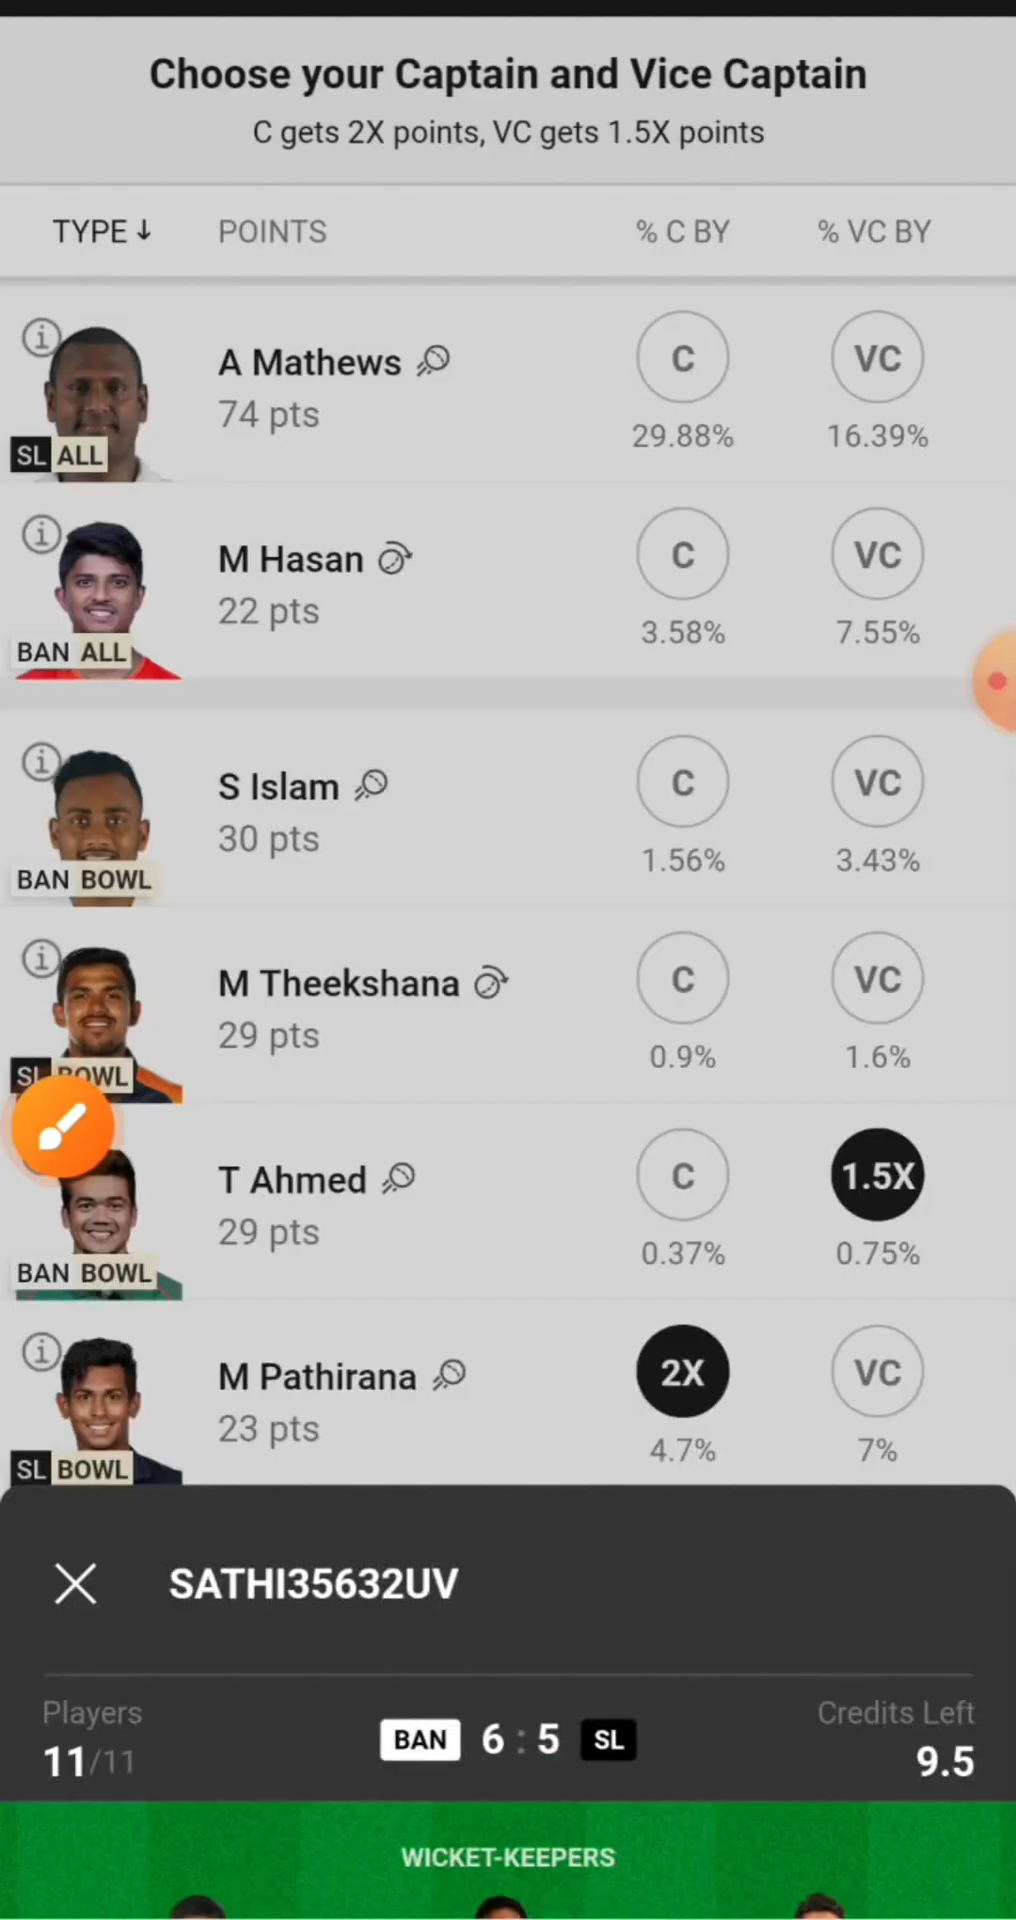 Choose your Captain and Vice Captain
C gets 2X points, VC gets 1.5X points
TYPE ↓ POINTS % C BY % VC BY
A Mathews C VC
74 pts 29.88% 16.39%
SL ALL
M Hasan C VC
22 pts 3.58% 7.55%
BAN ALL
S Islam C VC
30 pts 1.56% 3.43%
BAN BOWL
M Theekshana C VC
29 pts 0.9% 1.6%
SL BOWL
T Ahmed C 1.5X
29 pts 0.37% 0.75%
BAN BOWL
M Pathirana 2X VC
23 pts 4.7% 7%
SL BOWL
SATHI35632UV
Players Credits Left
11/11 BAN 6 : 5 SL 9.5
WICKET-KEEPERS